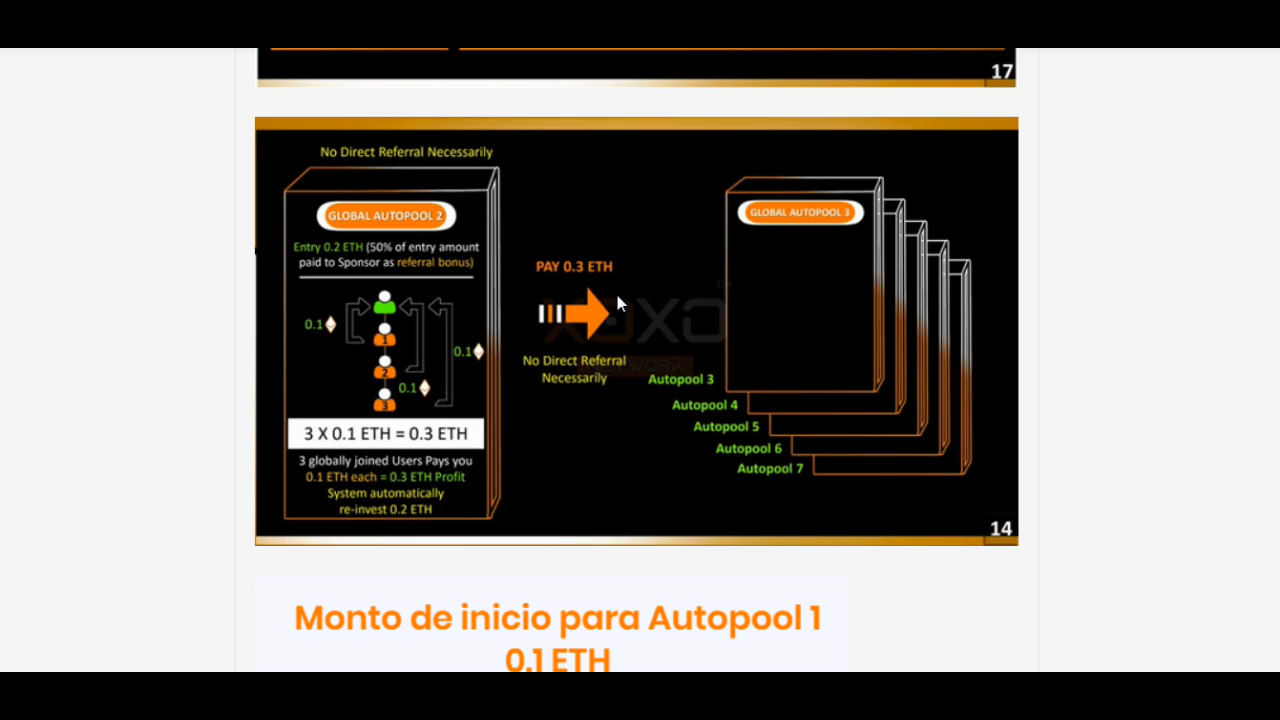 17
No Direct Referral Necessarily
GLOBAL AUTOPOOL 2
Entry 0.2 ETH (50% of entry amount
paid to Sponsor as referral bonus)
0.1
1
0.1
2
0.1
3
3 X 0.1 ETH = 0.3 ETH
3 globally joined Users Pays you
0.1 ETH each = 0.3 ETH Profit
System automatically
re-invest 0.2 ETH
PAY 0.3 ETH
XOXO
NETWORK
No Direct Referral
Necessarily
GLOBAL AUTOPOOL 3
Autopool 3
Autopool 4
Autopool 5
Autopool 6
Autopool 7
14
Monto de inicio para Autopool 1
0.1 ETH